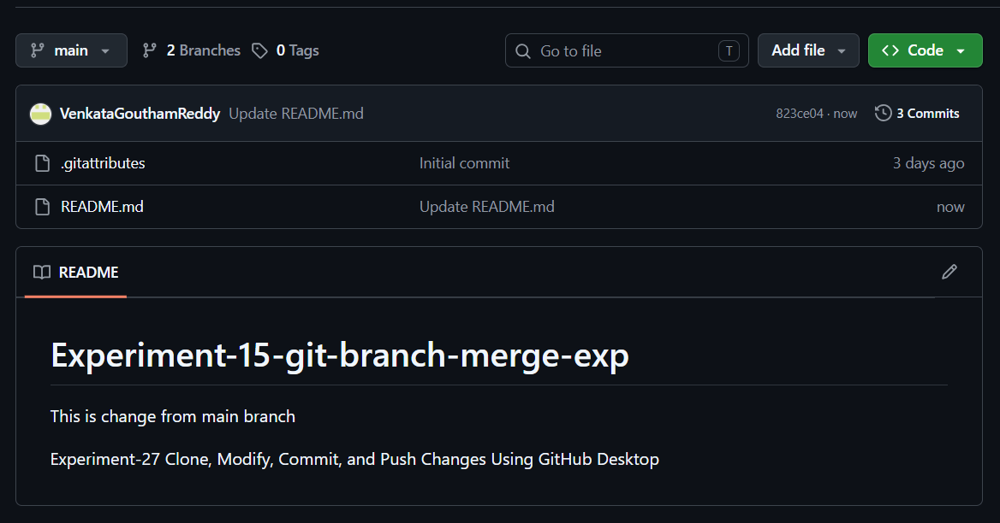 main 2 Branches 0 Tags Go to file T Add file Code
VenkataGouthamReddy Update README.md 823ce04 · now 3 Commits
.gitattributes Initial commit 3 days ago
README.md Update README.md now
README
Experiment-15-git-branch-merge-exp
This is change from main branch
Experiment-27 Clone, Modify, Commit, and Push Changes Using GitHub Desktop